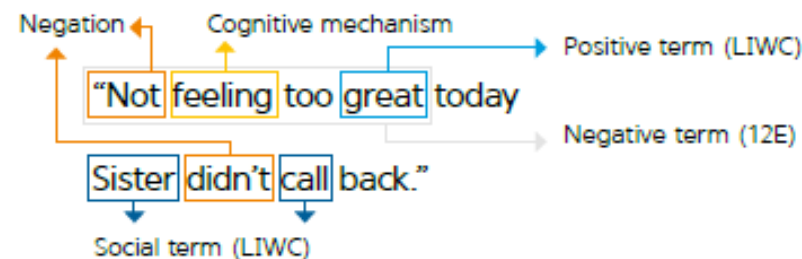 Negation
Cognitive mechanism
Positive term (LIWC)
“Not feeling too great today
Negative term (12E)
Sister didn’t call back.”
Social term (LIWC)